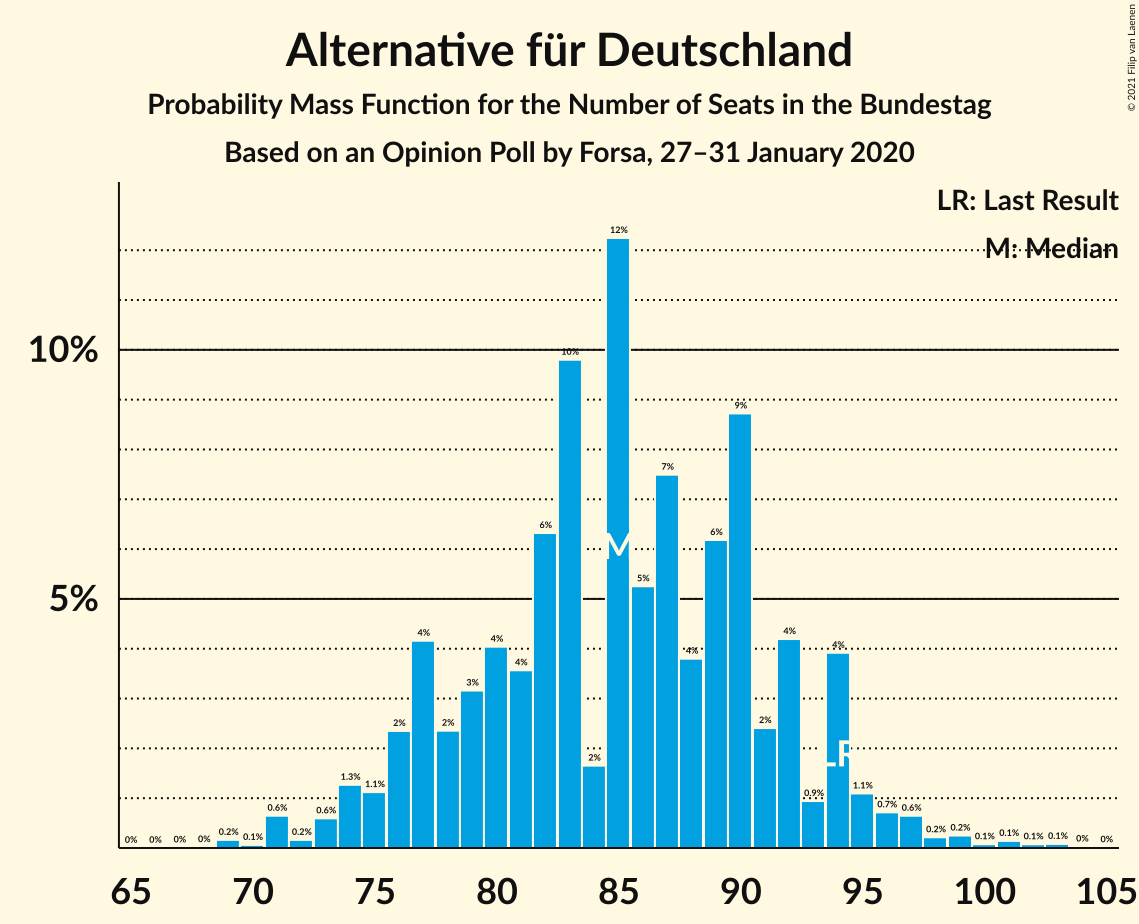 © 2021 Filip van Laenen
Alternative für Deutschland
Probability Mass Function for the Number of Seats in the Bundestag
Based on an Opinion Poll by Forsa, 27–31 January 2020
LR: Last Result
M: Median
10%
5%
0% 0% 0% 0% 0.2% 0.1% 0.6% 0.2% 0.6% 1.3% 1.1% 2% 4% 2% 3% 4% 4% 6% 10% 2% 12% 5% 7% 4% 6% 9% 2% 4% 0.9% 4% 1.1% 0.7% 0.6% 0.2% 0.2% 0.1% 0.1% 0.1% 0.1% 0% 0%
M
LR
65 70 75 80 85 90 95 100 105